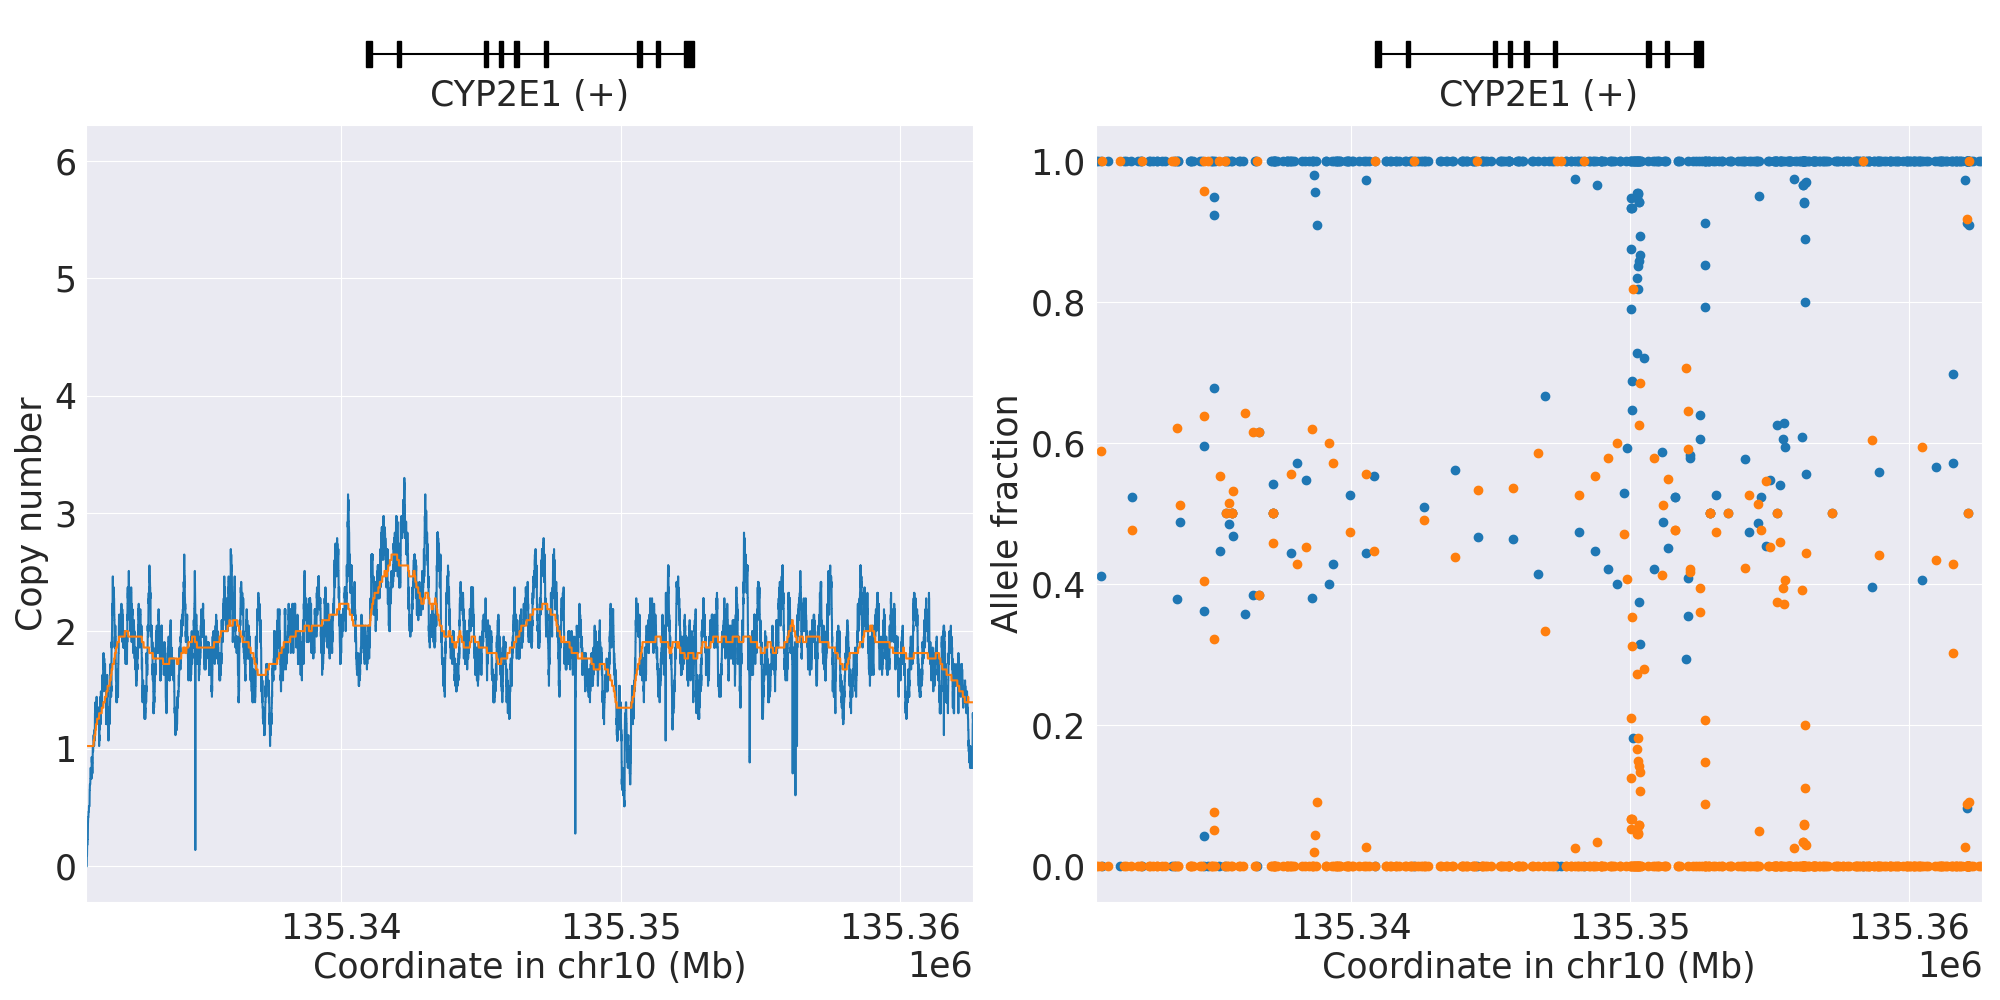 CYP2E1 (+)
6
5
4
3
2
1
0
Copy number
135.34
135.35
135.36
Coordinate in chr10 (Mb)
1e6
CYP2E1 (+)
1.0
0.8
0.6
0.4
0.2
0.0
Allele fraction
135.34
135.35
135.36
Coordinate in chr10 (Mb)
1e6